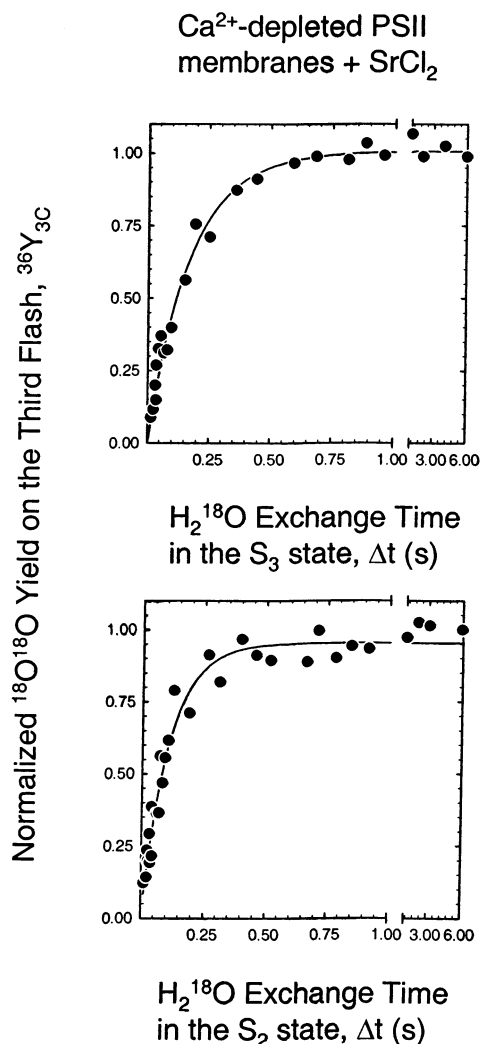 Ca²⁺-depleted PSII
membranes + SrCl₂
Normalized ¹⁸O¹⁸O Yield on the Third Flash, ³⁶Y₃C
1.00
0.75
0.50
0.25
0.00
0.25 0.50 0.75 1.00 3.00 6.00
H₂¹⁸O Exchange Time
in the S₃ state, Δt (s)
1.00
0.75
0.50
0.25
0.00
0.25 0.50 0.75 1.00 3.00 6.00
H₂¹⁸O Exchange Time
in the S₂ state, Δt (s)